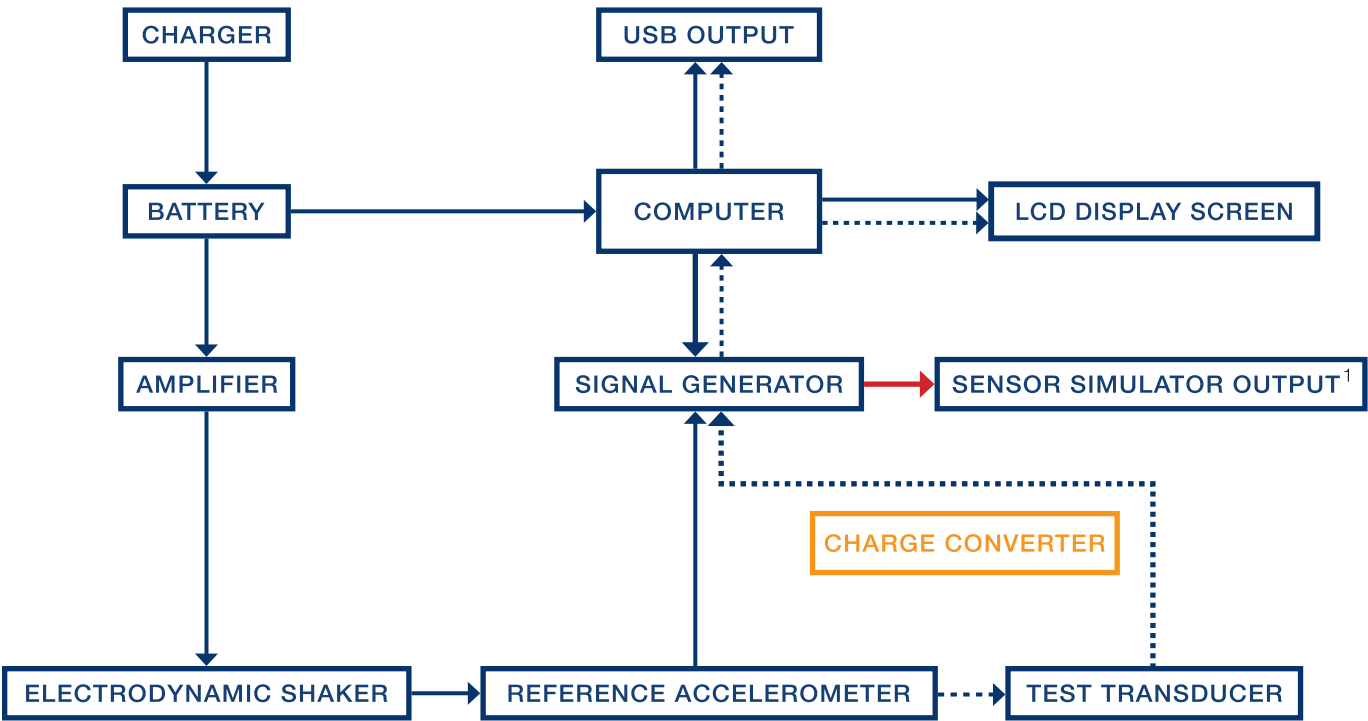 CHARGER
USB OUTPUT
BATTERY
COMPUTER
LCD DISPLAY SCREEN
AMPLIFIER
SIGNAL GENERATOR
SENSOR SIMULATOR OUTPUT¹
CHARGE CONVERTER
ELECTRODYNAMIC SHAKER
REFERENCE ACCELEROMETER
TEST TRANSDUCER